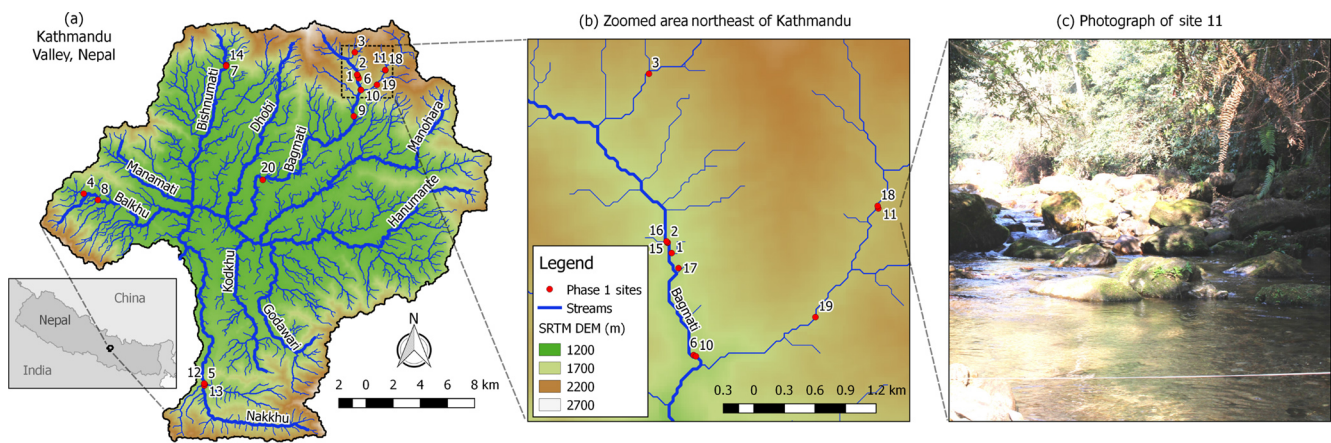 (a)
Kathmandu
Valley, Nepal
14
7
3
2
1
6
11
18
19
10
9
Bishnumati
Dhobi
Bagmati
Manohara
20
Manamati
4
8
Balkhu
Hanumante
Kodkhu
Godawari
China
Nepal
India
N
12
5
13
Nakkhu
2 0 2 4 6 8 km
(b) Zoomed area northeast of Kathmandu
3
18
11
16
2
15
1
17
Bagmati
19
6
10
Legend
Phase 1 sites
Streams
SRTM DEM (m)
1200
1700
2200
2700
0.3 0 0.3 0.6 0.9 1.2 km
(c) Photograph of site 11